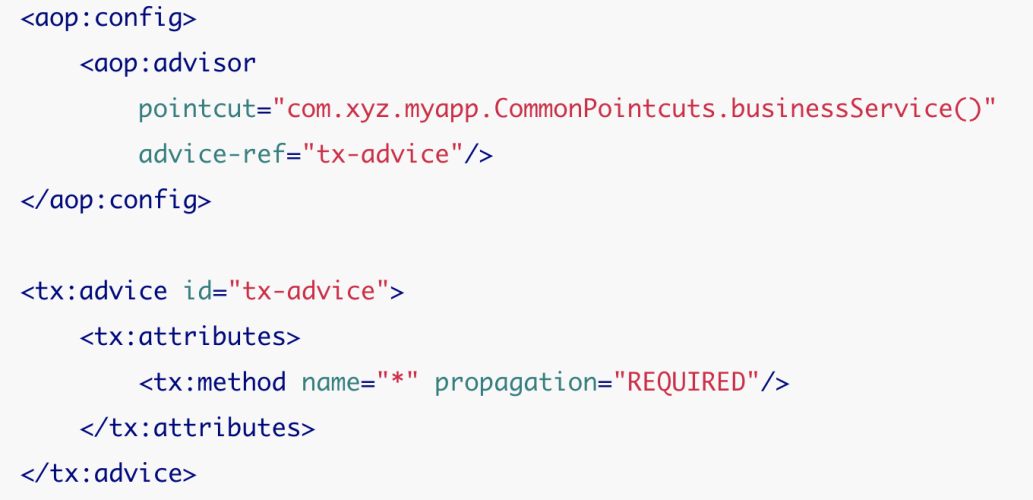 <aop:config>
    <aop:advisor
        pointcut="com.xyz.myapp.CommonPointcuts.businessService()"
        advice-ref="tx-advice"/>
</aop:config>

<tx:advice id="tx-advice">
    <tx:attributes>
        <tx:method name="*" propagation="REQUIRED"/>
    </tx:attributes>
</tx:advice>